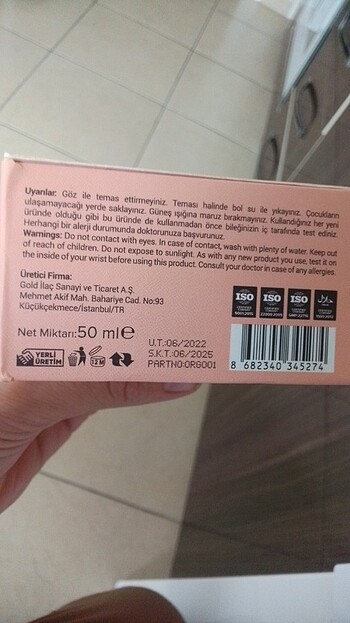 Uyarılar: Göz ile temas ettirmeyiniz. Teması halinde bol su ile yıkayınız. Çocukların
ulaşamayacağı yerde saklayınız. Güneş ışığına maruz bırakmayınız. Kullandığınız her yeni
üründe olduğu gibi bu üründe de kullanmadan önce bileğinizin iç tarafında test ediniz.
Herhangi bir alerji durumunda doktorunuza başvurunuz.
Warnings: Do not contact with eyes. In case of contact, wash with plenty of water. Keep out
of reach of children. Do not expose to sunlight. As with any new product you use, test it on
the inside of your wrist before using this product. Consult your doctor in case of any allergies.
Üretici Firma:
Gold İlaç Sanayi ve Ticaret A.Ş.
Mehmet Akif Mah. Bahariye Cad. No:93
Küçükçekmece/İstanbul/TR
ISO ISO ISO حلال
Net Miktarı:50 ml e
U.T:06/2022
S.K.T:06/2025
PARTNO:ORG001
YERLİ
ÜRETİM
12M
8 682340 345274